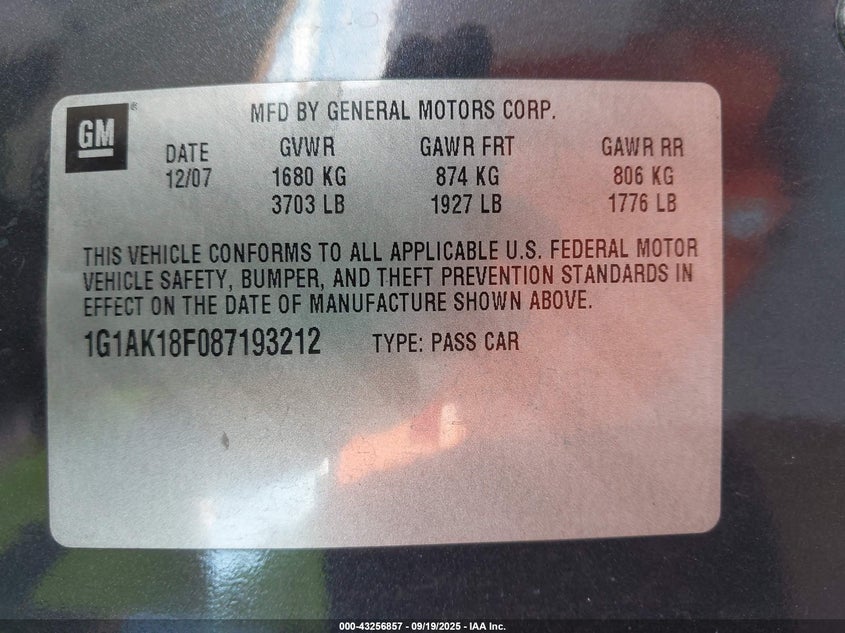 MFD BY GENERAL MOTORS CORP.
GM
®
DATE GVWR GAWR FRT GAWR RR
12/07 1680 KG 874 KG 806 KG
3703 LB 1927 LB 1776 LB
THIS VEHICLE CONFORMS TO ALL APPLICABLE U.S. FEDERAL MOTOR
VEHICLE SAFETY, BUMPER, AND THEFT PREVENTION STANDARDS IN
EFFECT ON THE DATE OF MANUFACTURE SHOWN ABOVE.
1G1AK18F087193212 TYPE: PASS CAR
000-43256857 - 09/19/2025 - IAA Inc.